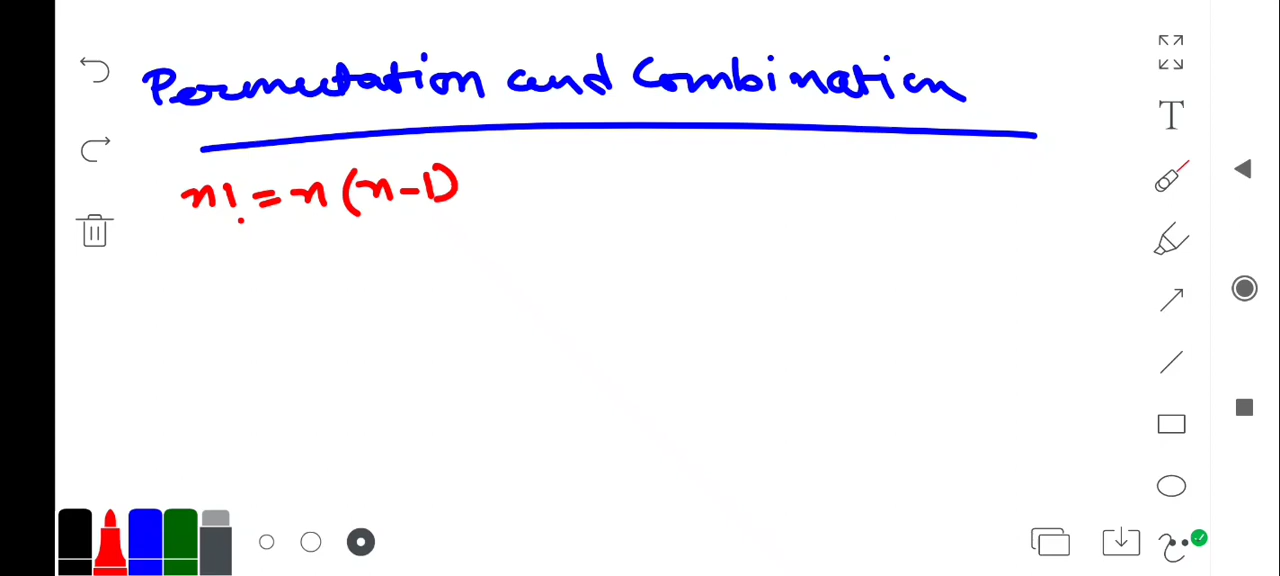 Permutation and Combination
n! = n (n-1)
T